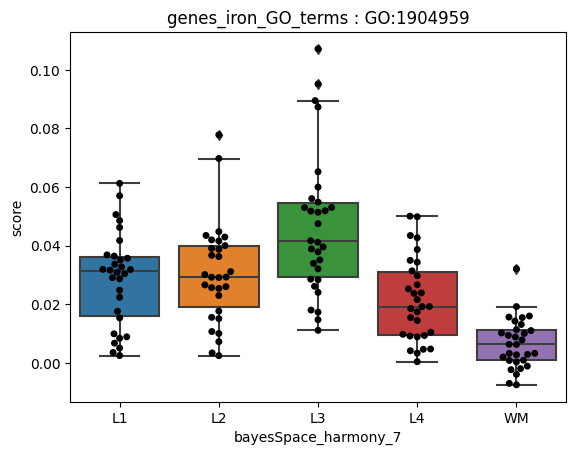 genes_iron_GO_terms : GO:1904959
0.10
0.08
0.06
0.04
0.02
0.00
score
L1 L2 L3 L4 WM
bayesSpace_harmony_7